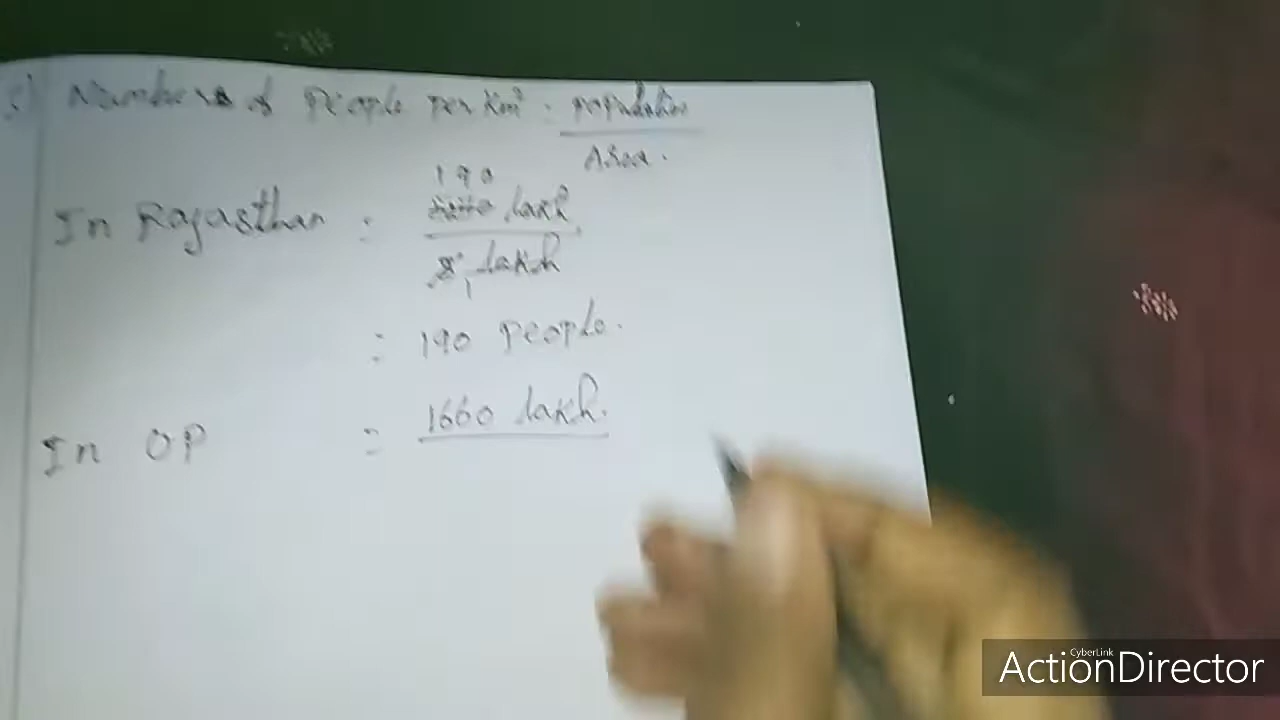 Numbers of People per Km² = population
Area.
190
In Rajasthan = lakh
lakh
1
= 190 People.
In UP = 1660 lakh.
CyberLink
ActionDirector